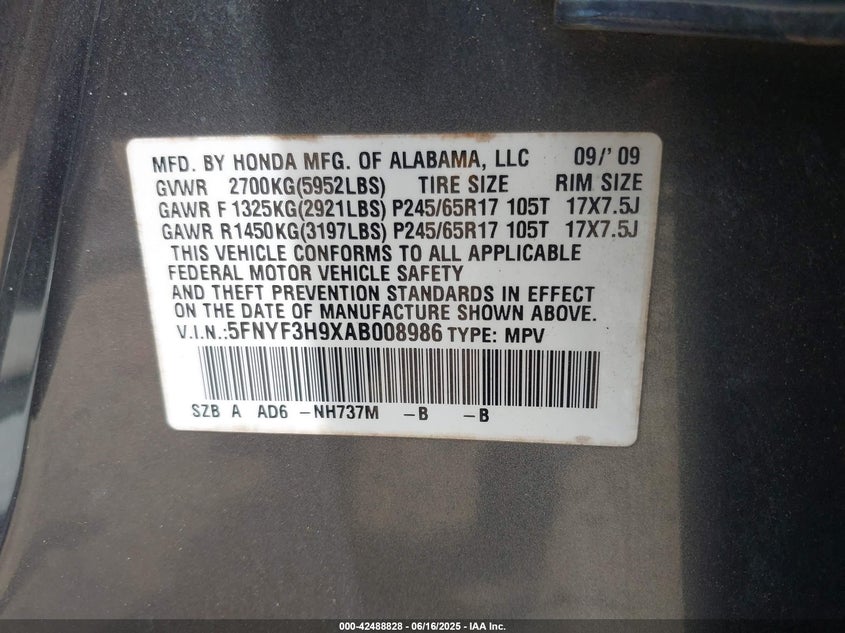 MFD. BY HONDA MFG. OF ALABAMA, LLC 09/'09
GVWR 2700KG(5952LBS) TIRE SIZE RIM SIZE
GAWR F 1325KG(2921LBS) P245/65R17 105T 17X7.5J
GAWR R1450KG(3197LBS) P245/65R17 105T 17X7.5J
THIS VEHICLE CONFORMS TO ALL APPLICABLE
FEDERAL MOTOR VEHICLE SAFETY
AND THEFT PREVENTION STANDARDS IN EFFECT
ON THE DATE OF MANUFACTURE SHOWN ABOVE.
V.I.N.:5FNYF3H9XAB008986 TYPE: MPV
SZB A AD6 -NH737M -B -B
000-42488828 - 06/16/2025 - IAA Inc.